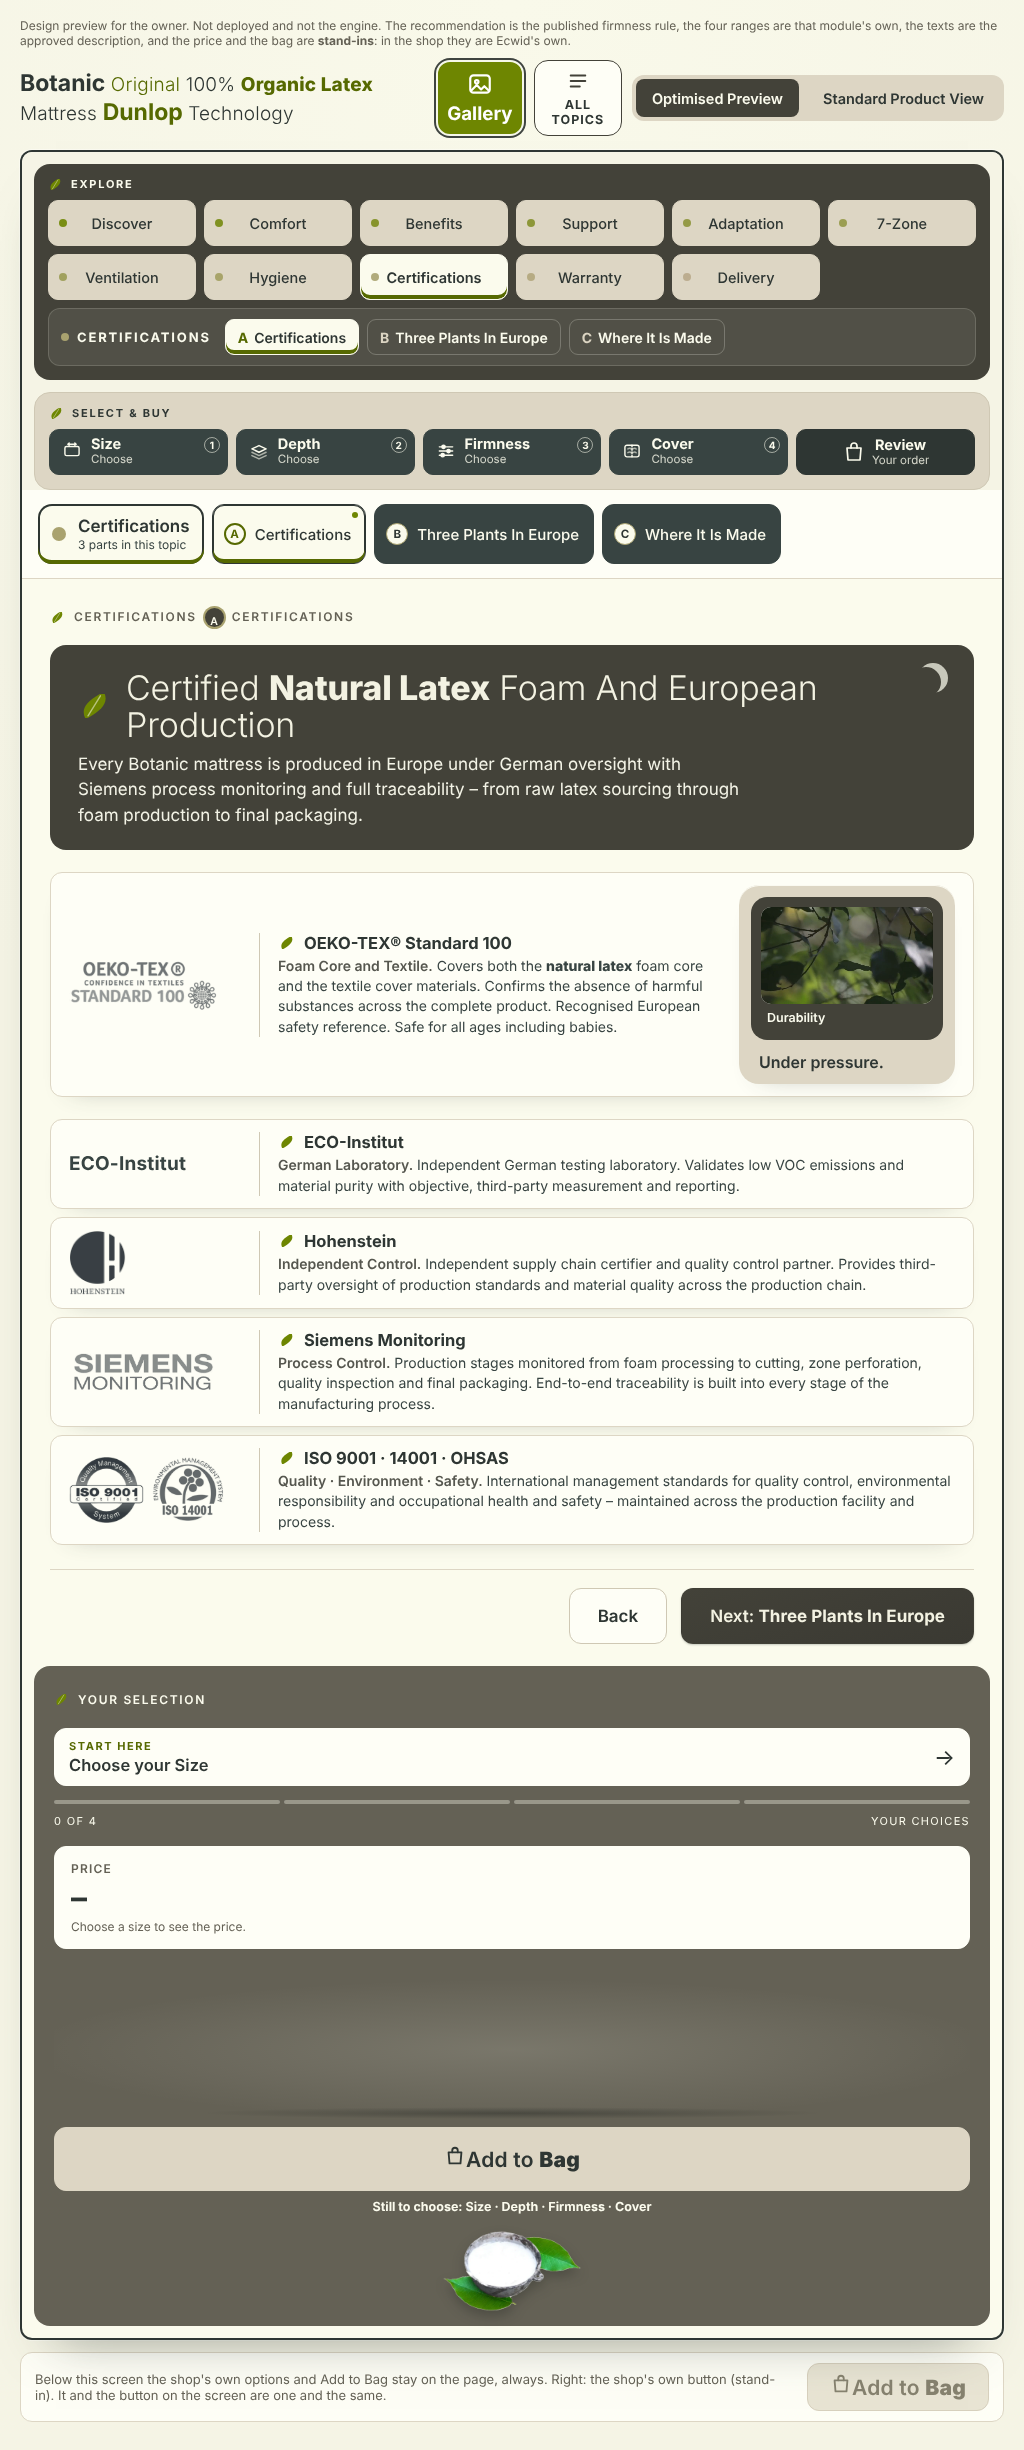 Design preview for the owner. Not deployed and not the engine. The recommendation is the published firmness rule, the four ranges are that module's own, the texts are the
approved description, and the price and the bag are stand-ins: in the shop they are Ecwid's own.
Botanic Original 100% Organic Latex
Mattress Dunlop Technology
Gallery
ALL
TOPICS
Optimised Preview
Standard Product View
EXPLORE
Discover
Comfort
Benefits
Support
Adaptation
7-Zone
Ventilation
Hygiene
Certifications
Warranty
Delivery
CERTIFICATIONS
A Certifications
B Three Plants In Europe
C Where It Is Made
SELECT & BUY
Size
Choose
1
Depth
Choose
2
Firmness
Choose
3
Cover
Choose
4
Review
Your order
Certifications
3 parts in this topic
A Certifications
B Three Plants In Europe
C Where It Is Made
CERTIFICATIONS A CERTIFICATIONS
Certified Natural Latex Foam And European
Production
Every Botanic mattress is produced in Europe under German oversight with
Siemens process monitoring and full traceability – from raw latex sourcing through
foam production to final packaging.
OEKO-TEX®
CONFIDENCE IN TEXTILES
STANDARD 100
OEKO-TEX® Standard 100
Foam Core and Textile. Covers both the natural latex foam core
and the textile cover materials. Confirms the absence of harmful
substances across the complete product. Recognised European
safety reference. Safe for all ages including babies.
Durability
Under pressure.
ECO-Institut
ECO-Institut
German Laboratory. Independent German testing laboratory. Validates low VOC emissions and
material purity with objective, third-party measurement and reporting.
HOHENSTEIN
Hohenstein
Independent Control. Independent supply chain certifier and quality control partner. Provides third-
party oversight of production standards and material quality across the production chain.
SIEMENS
MONITORING
Siemens Monitoring
Process Control. Production stages monitored from foam processing to cutting, zone perforation,
quality inspection and final packaging. End-to-end traceability is built into every stage of the
manufacturing process.
Quality Management
ISO 9001
Certified
System
ENVIRONMENTAL MANAGEMENT SYSTEM
ISO 14001
ISO 9001 · 14001 · OHSAS
Quality · Environment · Safety. International management standards for quality control, environmental
responsibility and occupational health and safety – maintained across the production facility and
process.
Back
Next: Three Plants In Europe
YOUR SELECTION
START HERE
Choose your Size
0 OF 4
YOUR CHOICES
PRICE
–
Choose a size to see the price.
Add to Bag
Still to choose: Size · Depth · Firmness · Cover
Below this screen the shop's own options and Add to Bag stay on the page, always. Right: the shop's own button (stand-
in). It and the button on the screen are one and the same.
Add to Bag